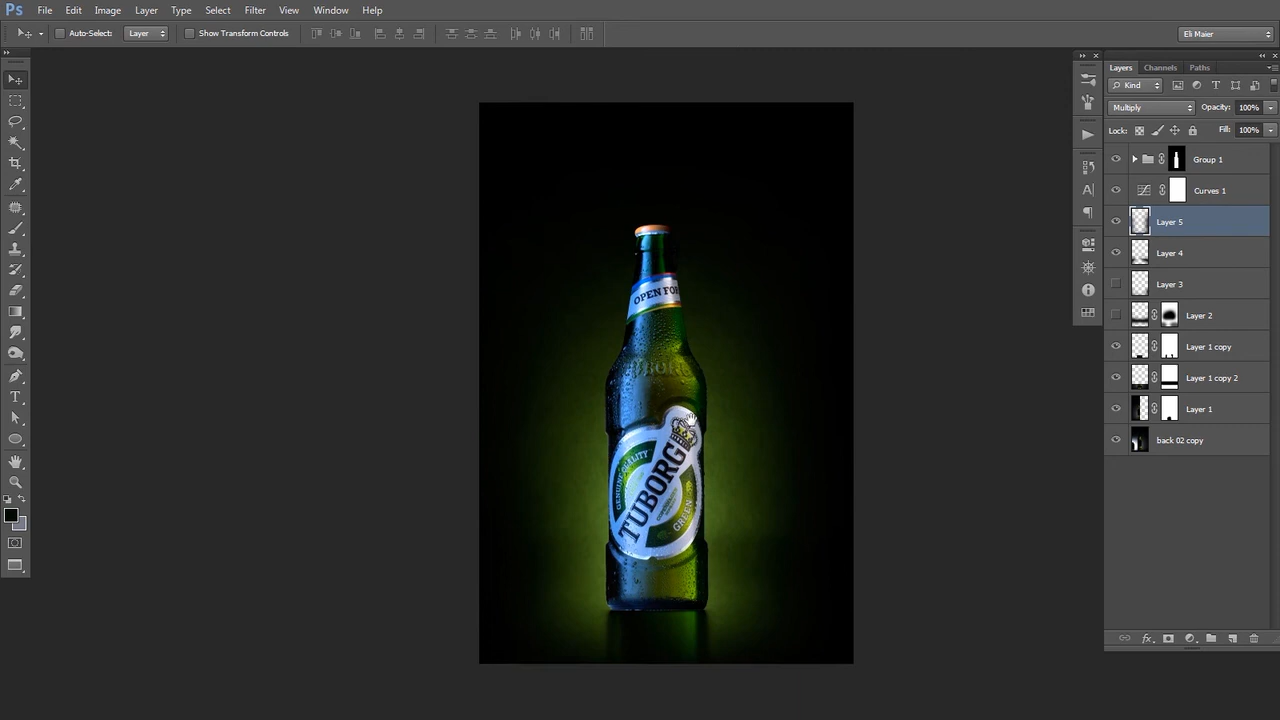 Ps File Edit Image Layer Type Select Filter View Window Help
Auto-Select: Layer Show Transform Controls Eli Maier
Layers Channels Paths
Kind
Multiply Opacity: 100%
Lock: Fill: 100%
Group 1
Curves 1
Layer 5
Layer 4
Layer 3
Layer 2
Layer 1 copy
Layer 1 copy 2
Layer 1
back 02 copy
OPEN FOR
GENUINE QUALITY
TUBORG
GREEN